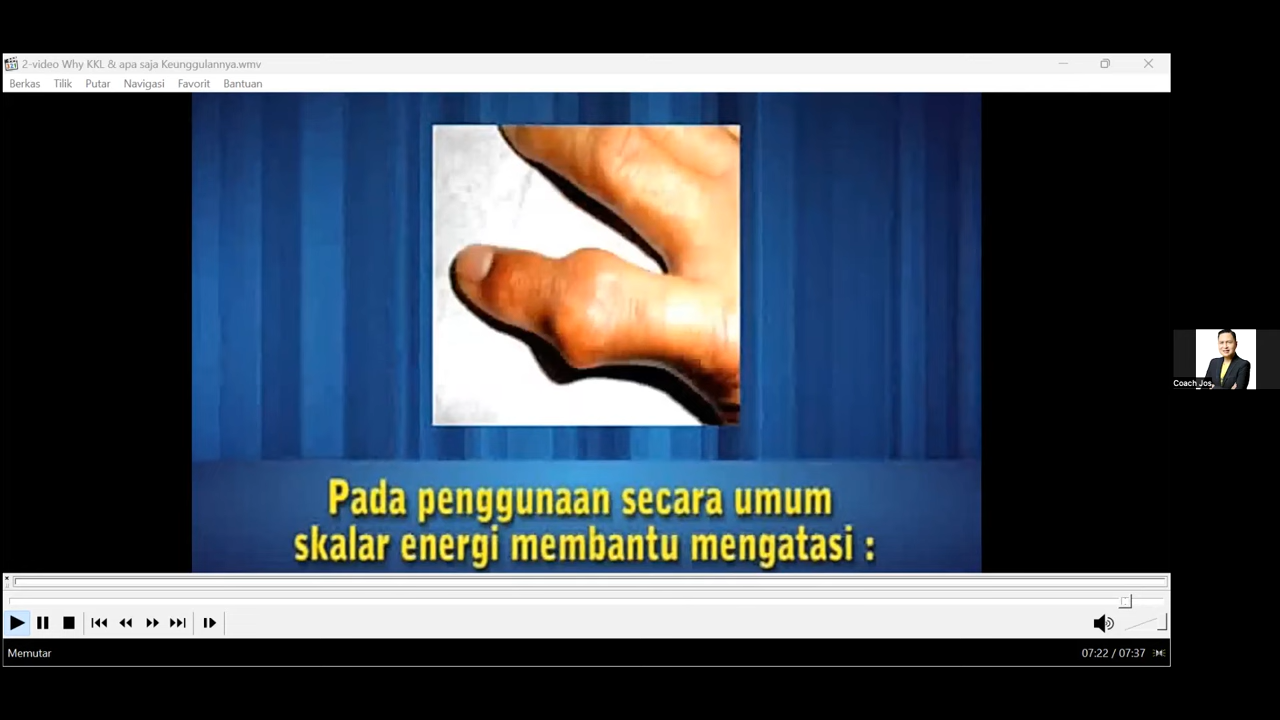 2-video Why KKL & apa saja Keunggulannya.wmv
Berkas Tilik Putar Navigasi Favorit Bantuan
Pada penggunaan secara umum
skalar energi membantu mengatasi :
Coach Jos
Memutar
07:22 / 07:37